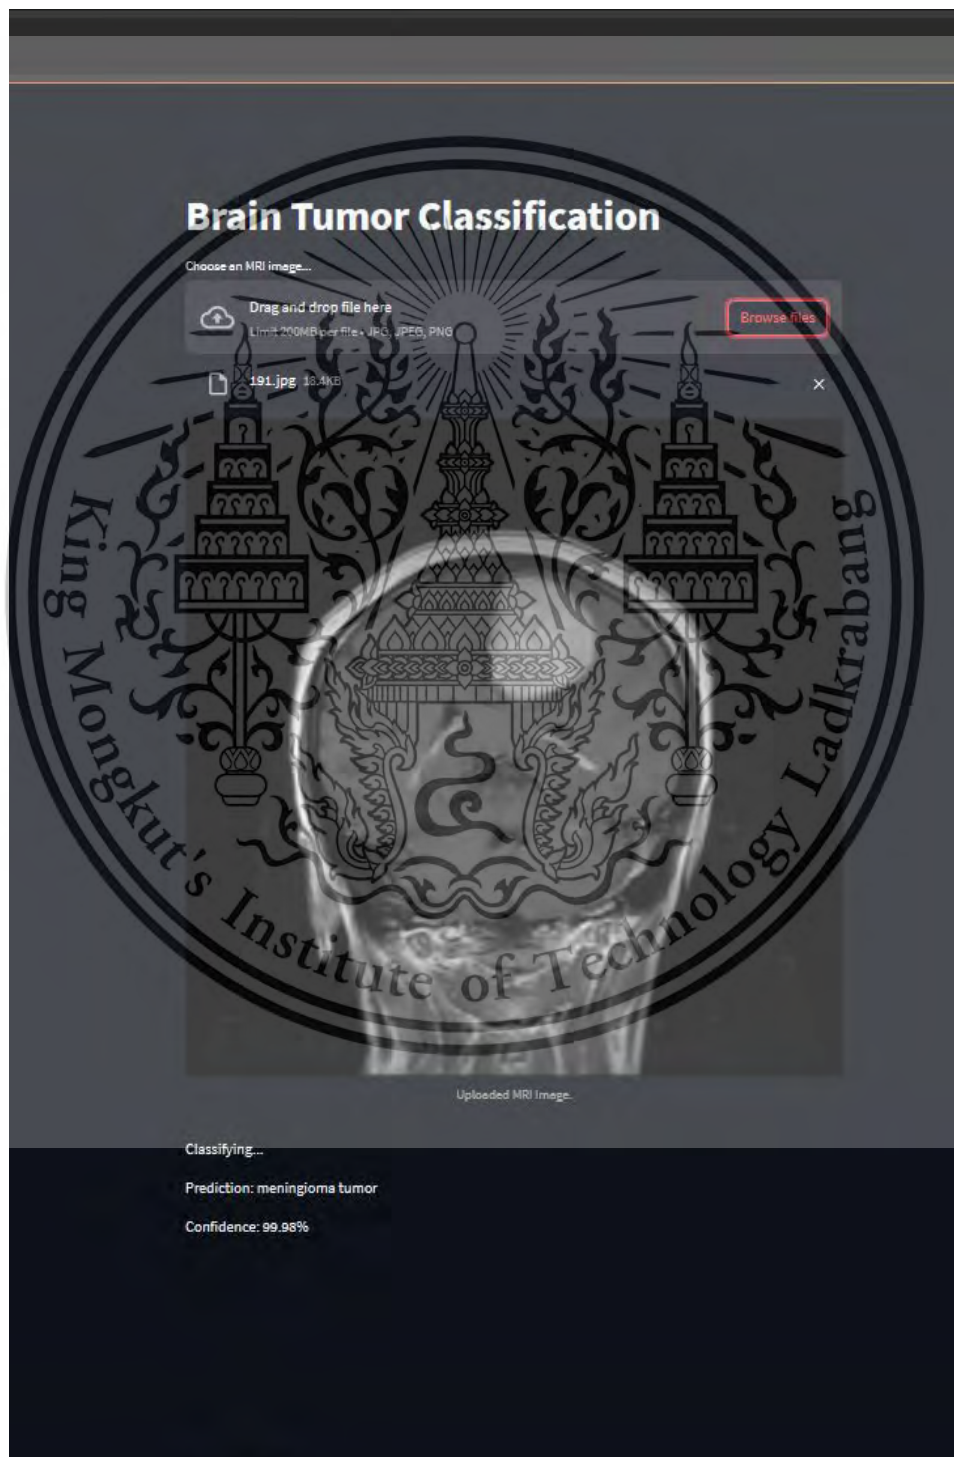 Brain Tumor Classification
Choose an MRI image...
Drag and drop file here
Limit 200MB per file • JPG, JPEG, PNG
Browse files
191.jpg 18.4KB
King Mongkut's Institute of Technology Ladkrabang
Uploaded MRI Image.
Classifying...
Prediction: meningioma tumor
Confidence: 99.98%